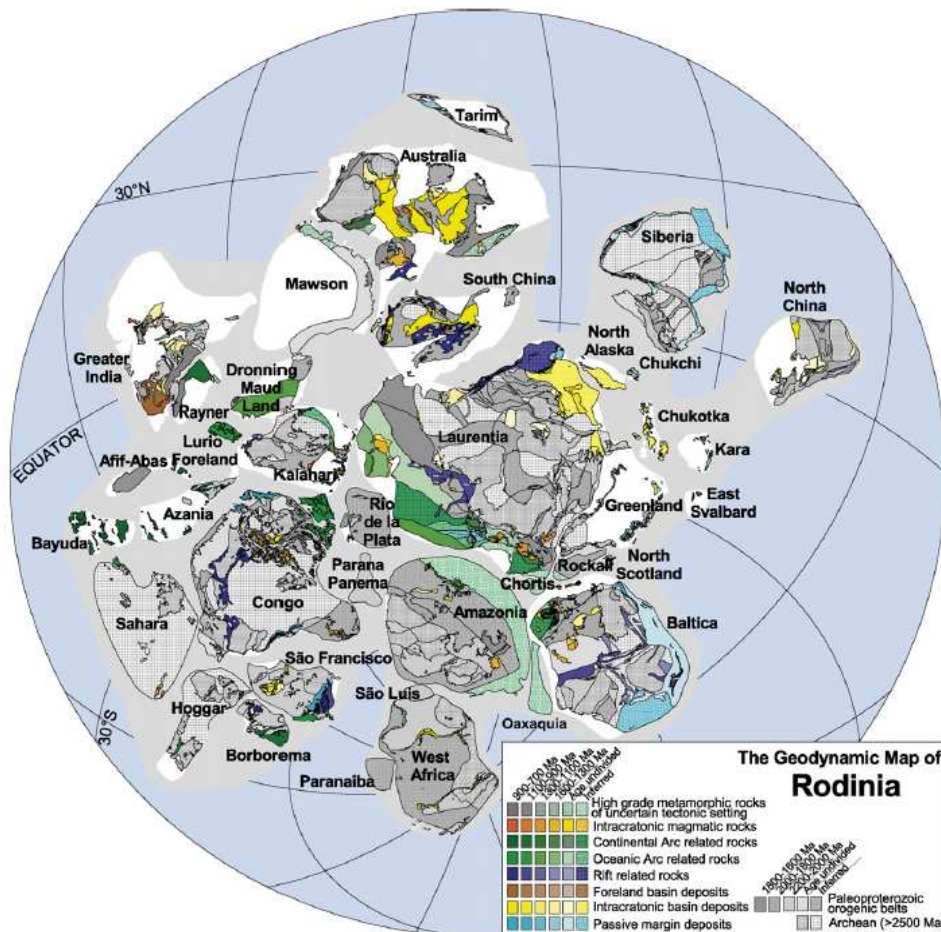 Tarim
Australia
30°N
Siberia
Mawson
South China
North
China
North
Alaska
Chukchi
Greater
India
Dronning
Maud
Land
Rayner
Chukotka
Laurentia
EQUATOR
Lurio
Foreland
Afif-Abas
Kalahari
Kara
Azania
Rio
de la
Plata
Greenland
East
Svalbard
Bayuda
Parana
Panema
Rockall
North
Scotland
Chortis
Congo
Amazonia
Baltica
Sahara
São Francisco
São Luis
Hoggar
Oaxaquia
30°S
Borborema
West
Africa
Paranaiba
The Geodynamic Map of
Rodinia
900-700 Ma
1100-900 Ma
1300-1100 Ma
1600-1300 Ma
Age undivided
Inferred
High grade metamorphic rocks
of uncertain tectonic setting
Intracratonic magmatic rocks
Continental Arc related rocks
Oceanic Arc related rocks
Rift related rocks
Foreland basin deposits
Intracratonic basin deposits
Passive margin deposits
1800-1600 Ma
2000-1800 Ma
2200-2000 Ma
Age undivided
Inferred
Paleoproterozoic
orogenic belts
Archean (>2500 Ma